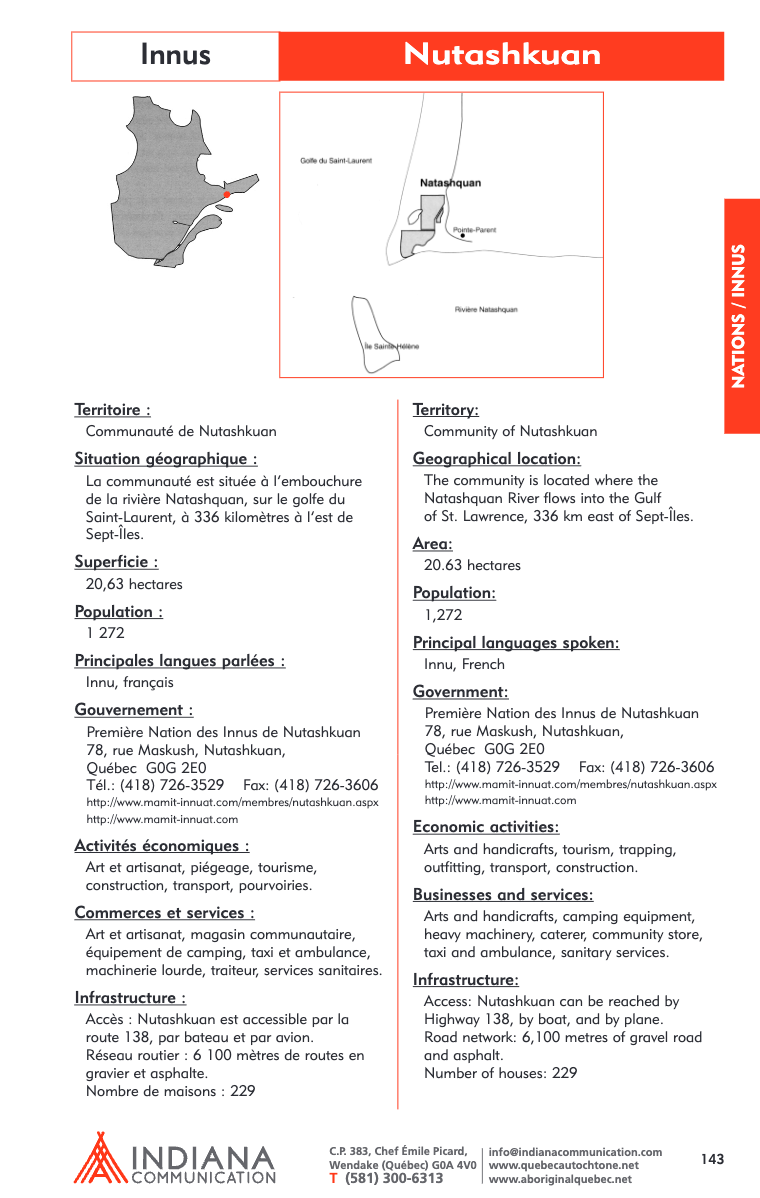 Innus
Nutashkuan
Golfe du Saint-Laurent
Natashquan
Pointe-Parent
Rivière Natashquan
Île Sainte-Hélène
NATIONS / INNUS
Territoire :
Communauté de Nutashkuan
Situation géographique :
La communauté est située à l'embouchure
de la rivière Natashquan, sur le golfe du
Saint-Laurent, à 336 kilomètres à l'est de
Sept-Îles.
Superficie :
20,63 hectares
Population :
1 272
Principales langues parlées :
Innu, français
Gouvernement :
Première Nation des Innus de Nutashkuan
78, rue Maskush, Nutashkuan,
Québec  G0G 2E0
Tél.: (418) 726-3529    Fax: (418) 726-3606
http://www.mamit-innuat.com/membres/nutashkuan.aspx
http://www.mamit-innuat.com
Activités économiques :
Art et artisanat, piégeage, tourisme,
construction, transport, pourvoiries.
Commerces et services :
Art et artisanat, magasin communautaire,
équipement de camping, taxi et ambulance,
machinerie lourde, traiteur, services sanitaires.
Infrastructure :
Accès : Nutashkuan est accessible par la
route 138, par bateau et par avion.
Réseau routier : 6 100 mètres de routes en
gravier et asphalte.
Nombre de maisons : 229
Territory:
Community of Nutashkuan
Geographical location:
The community is located where the
Natashquan River flows into the Gulf
of St. Lawrence, 336 km east of Sept-Îles.
Area:
20.63 hectares
Population:
1,272
Principal languages spoken:
Innu, French
Government:
Première Nation des Innus de Nutashkuan
78, rue Maskush, Nutashkuan,
Québec  G0G 2E0
Tel.: (418) 726-3529    Fax: (418) 726-3606
http://www.mamit-innuat.com/membres/nutashkuan.aspx
http://www.mamit-innuat.com
Economic activities:
Arts and handicrafts, tourism, trapping,
outfitting, transport, construction.
Businesses and services:
Arts and handicrafts, camping equipment,
heavy machinery, caterer, community store,
taxi and ambulance, sanitary services.
Infrastructure:
Access: Nutashkuan can be reached by
Highway 138, by boat, and by plane.
Road network: 6,100 metres of gravel road
and asphalt.
Number of houses: 229
INDIANA
COMMUNICATION
C.P. 383, Chef Émile Picard,
Wendake (Québec) G0A 4V0
T (581) 300-6313
info@indianacommunication.com
www.quebecautochtone.net
www.aboriginalquebec.net
143